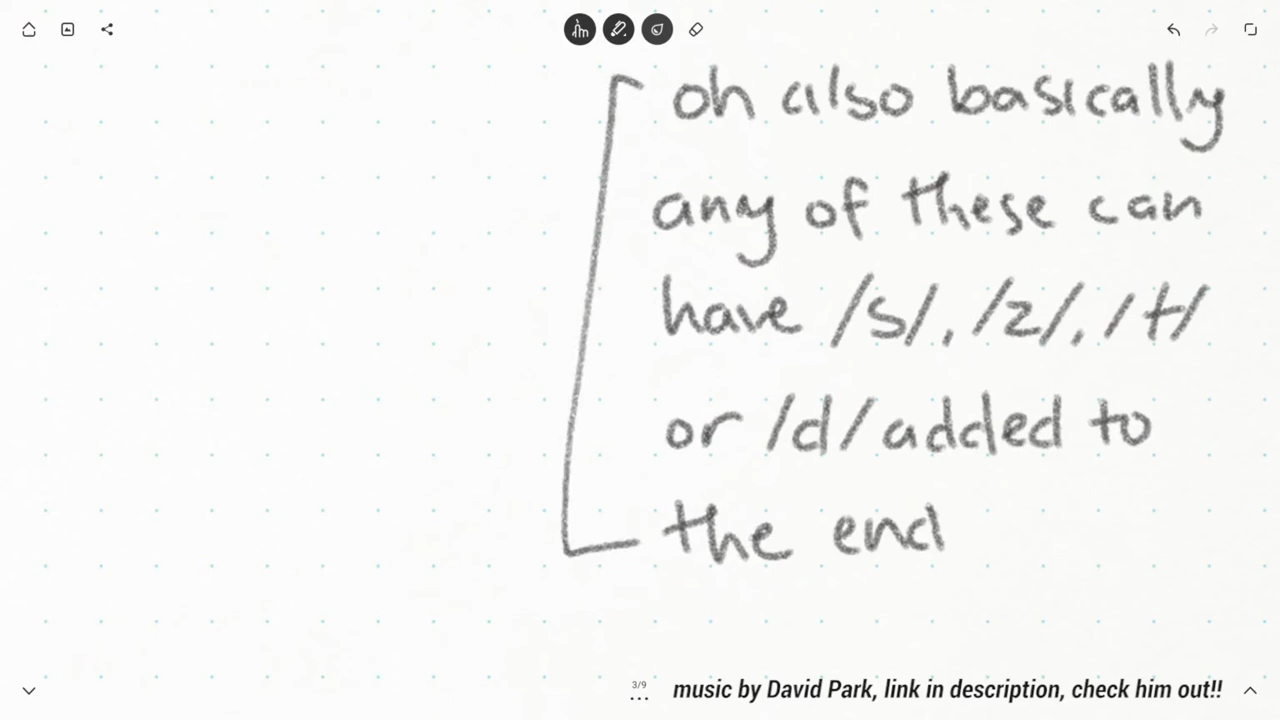 oh also basically
any of these can
have /s/, /z/, /t/
or /d/ added to
the end
3/9
music by David Park, link in description, check him out!!